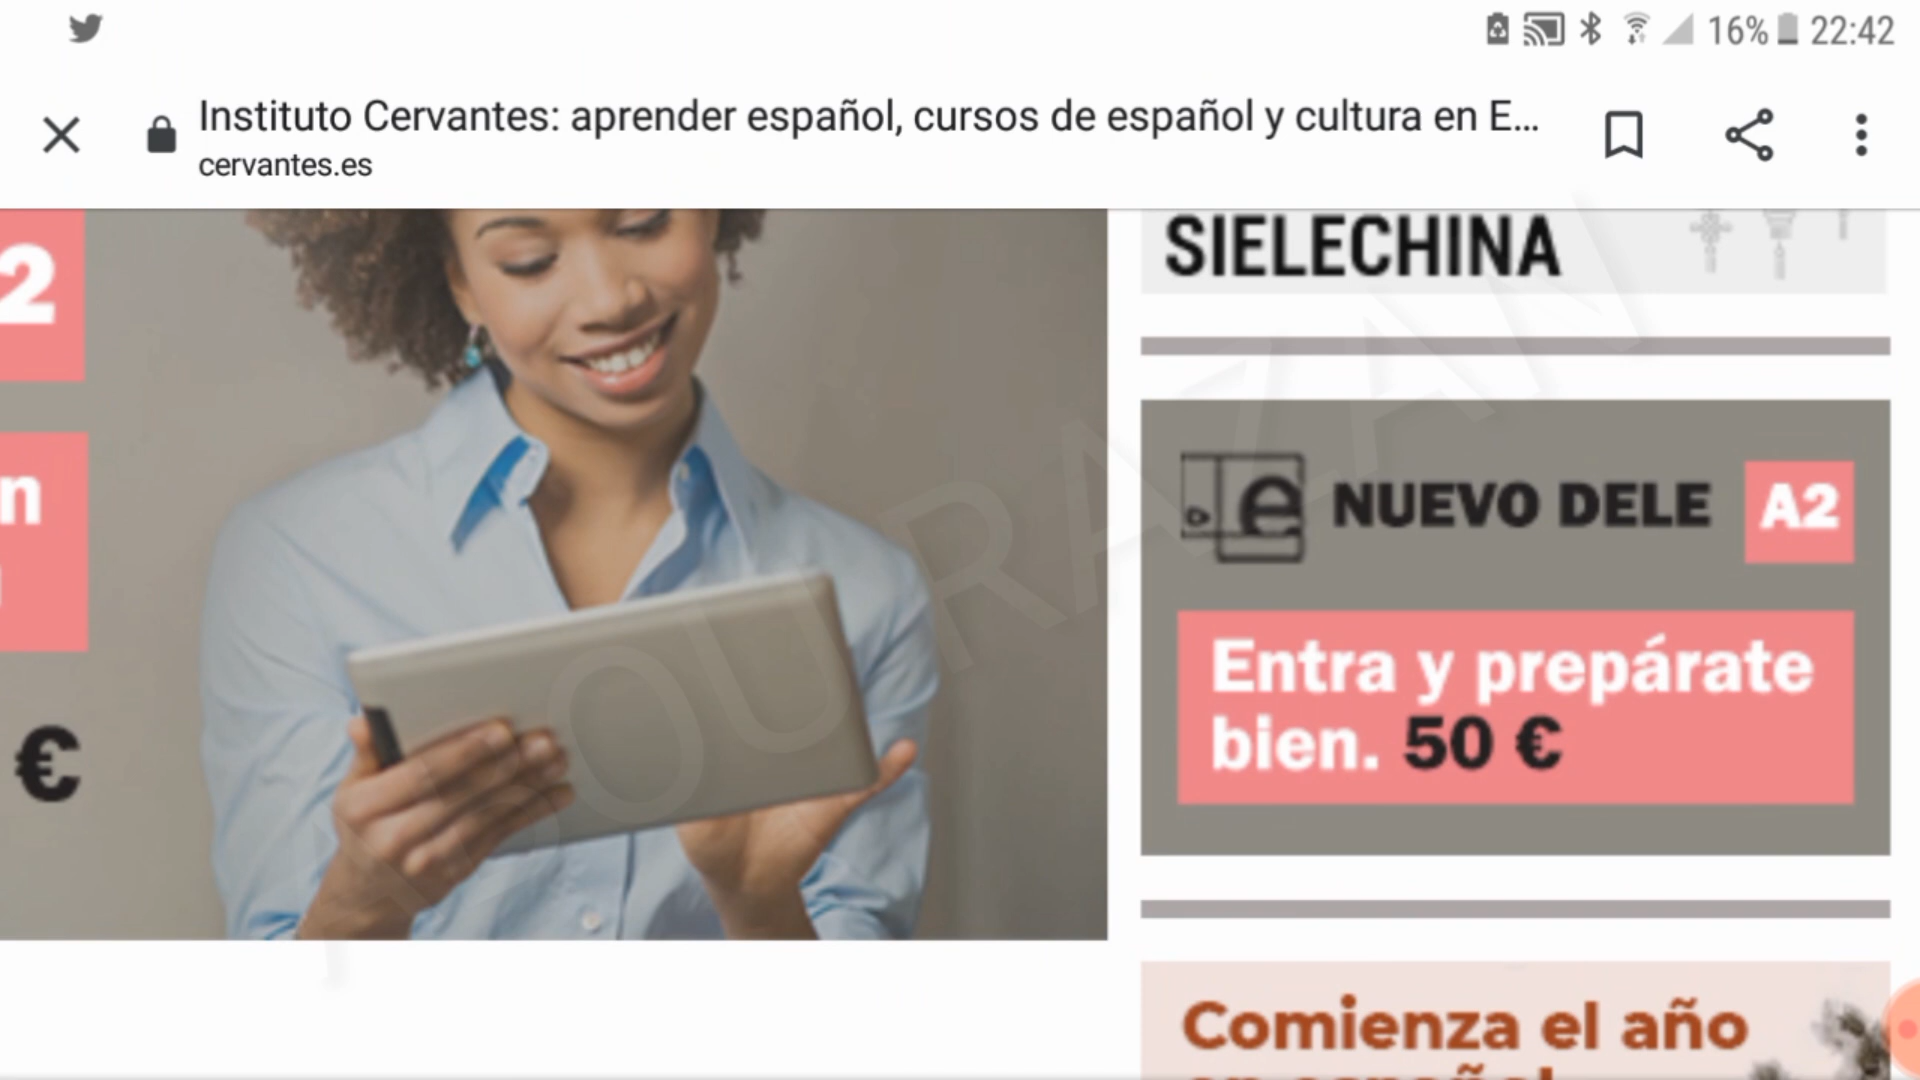 16% 22:42
Instituto Cervantes: aprender español, cursos de español y cultura en E...
cervantes.es
2
n
€
SIELECHINA
e NUEVO DELE A2
Entra y prepárate
bien. 50 €
Comienza el año